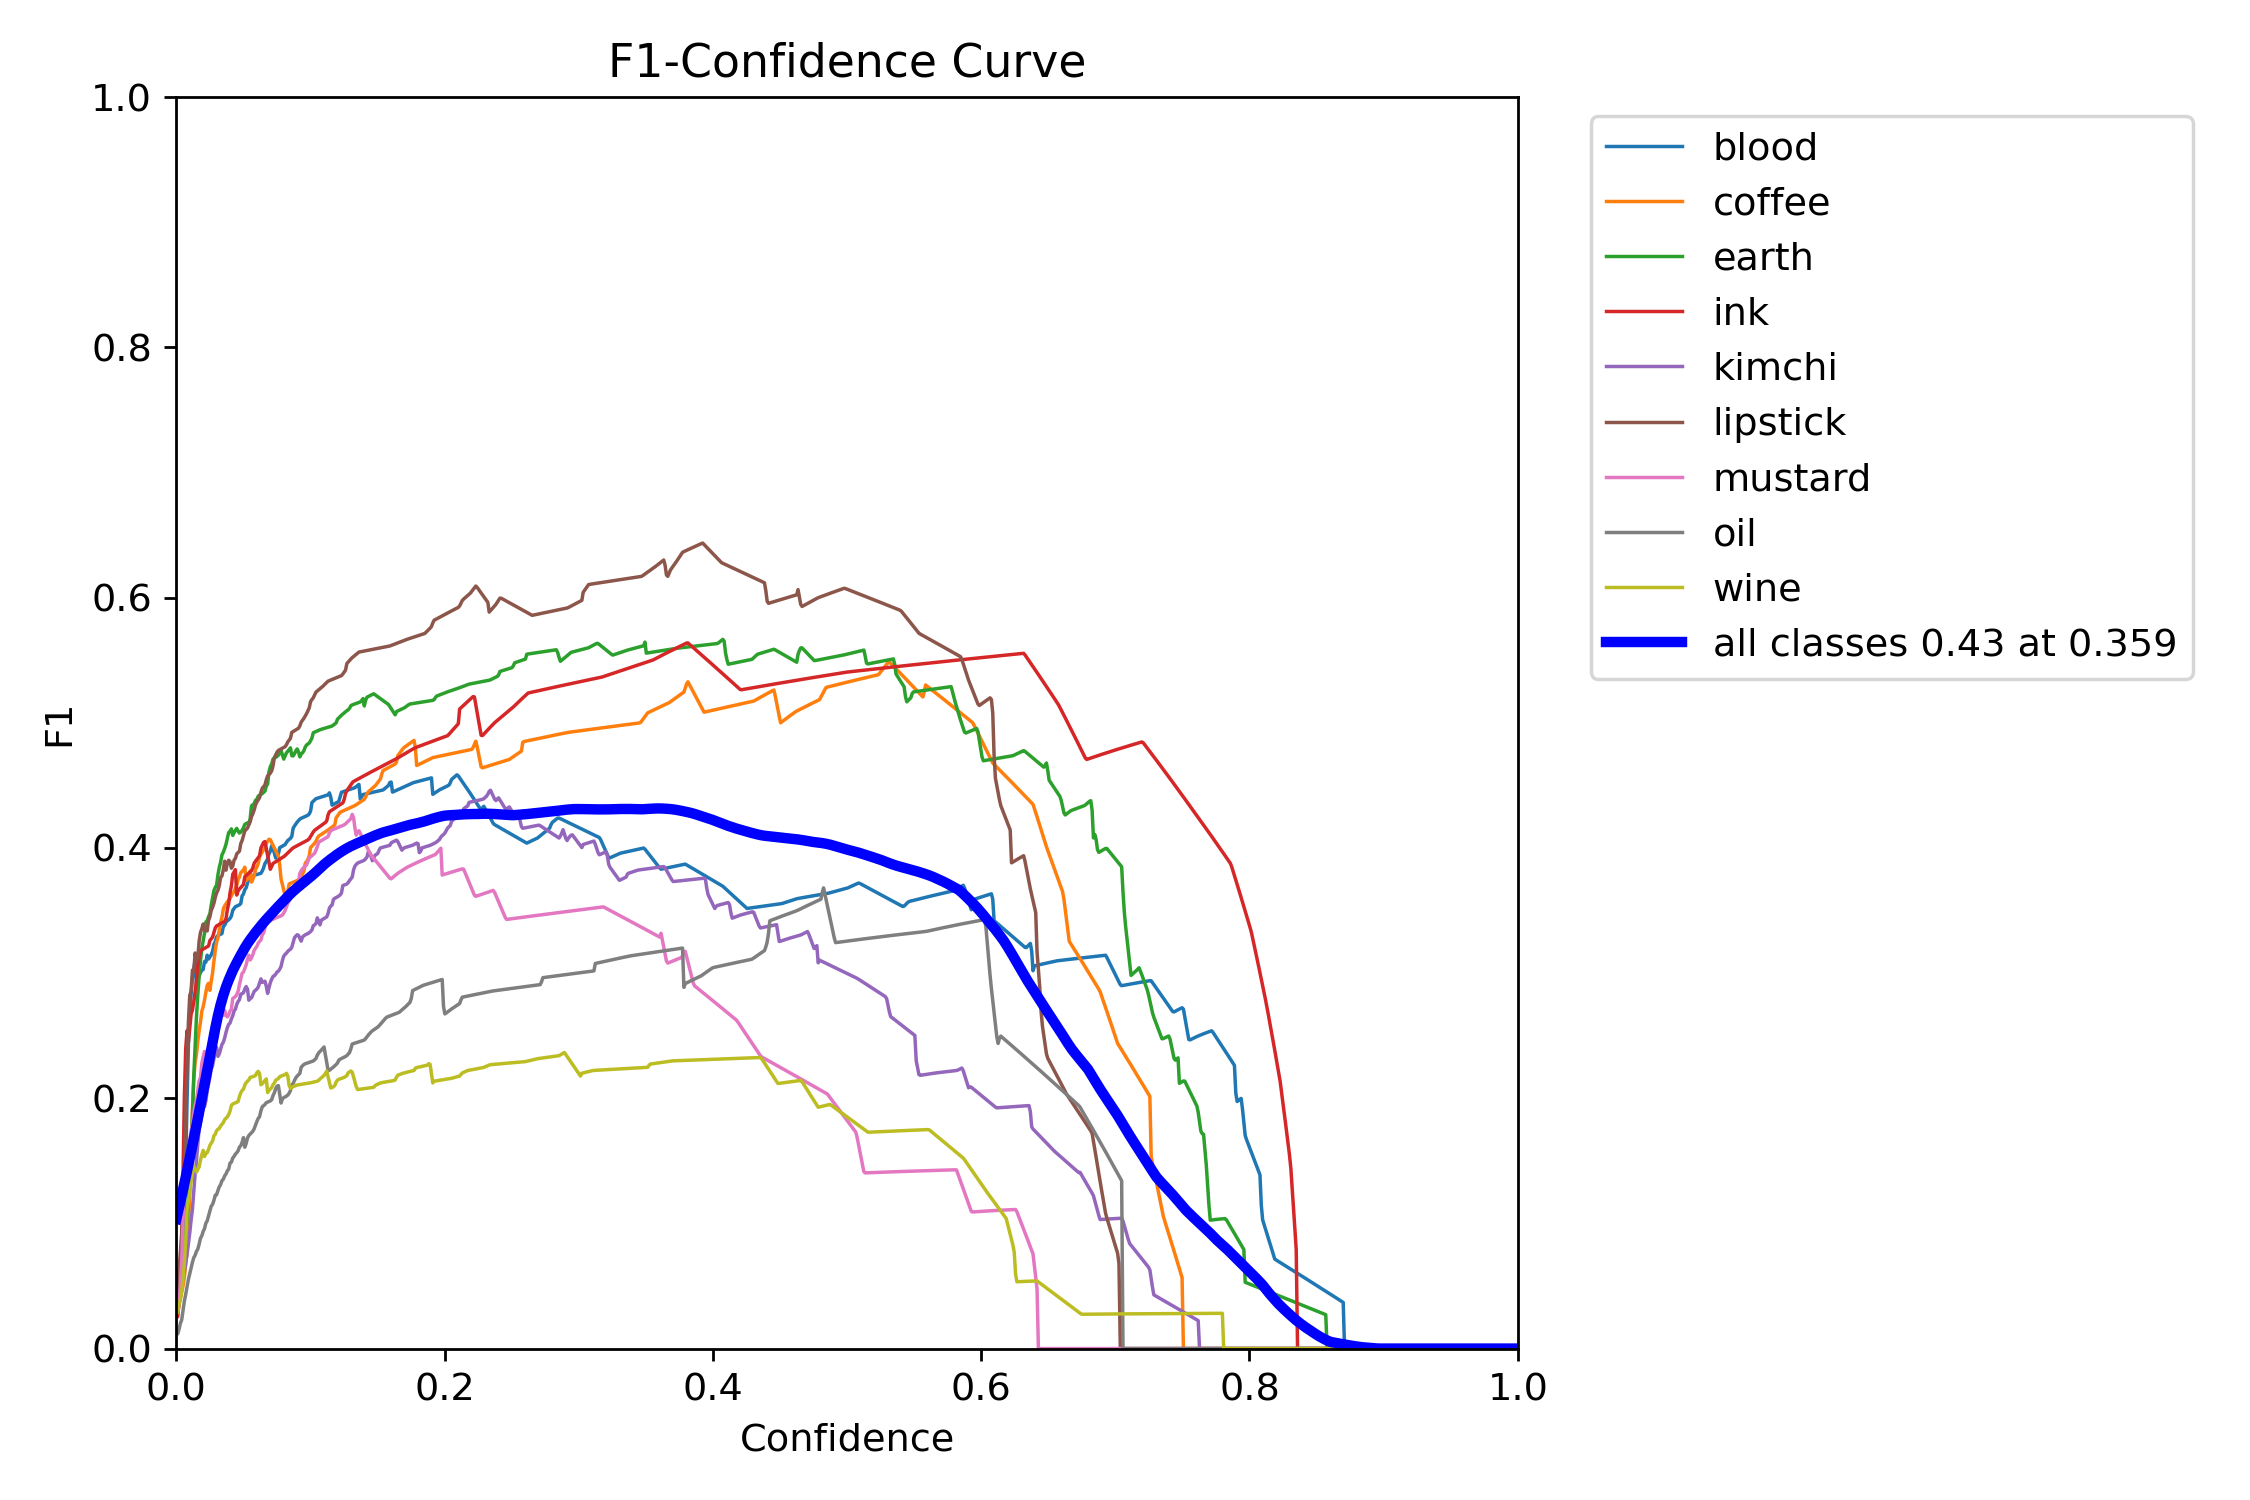 F1-Confidence Curve
1.0
0.8
0.6
0.4
0.2
0.0
F1
0.0 0.2 0.4 0.6 0.8 1.0
Confidence
blood
coffee
earth
ink
kimchi
lipstick
mustard
oil
wine
all classes 0.43 at 0.359